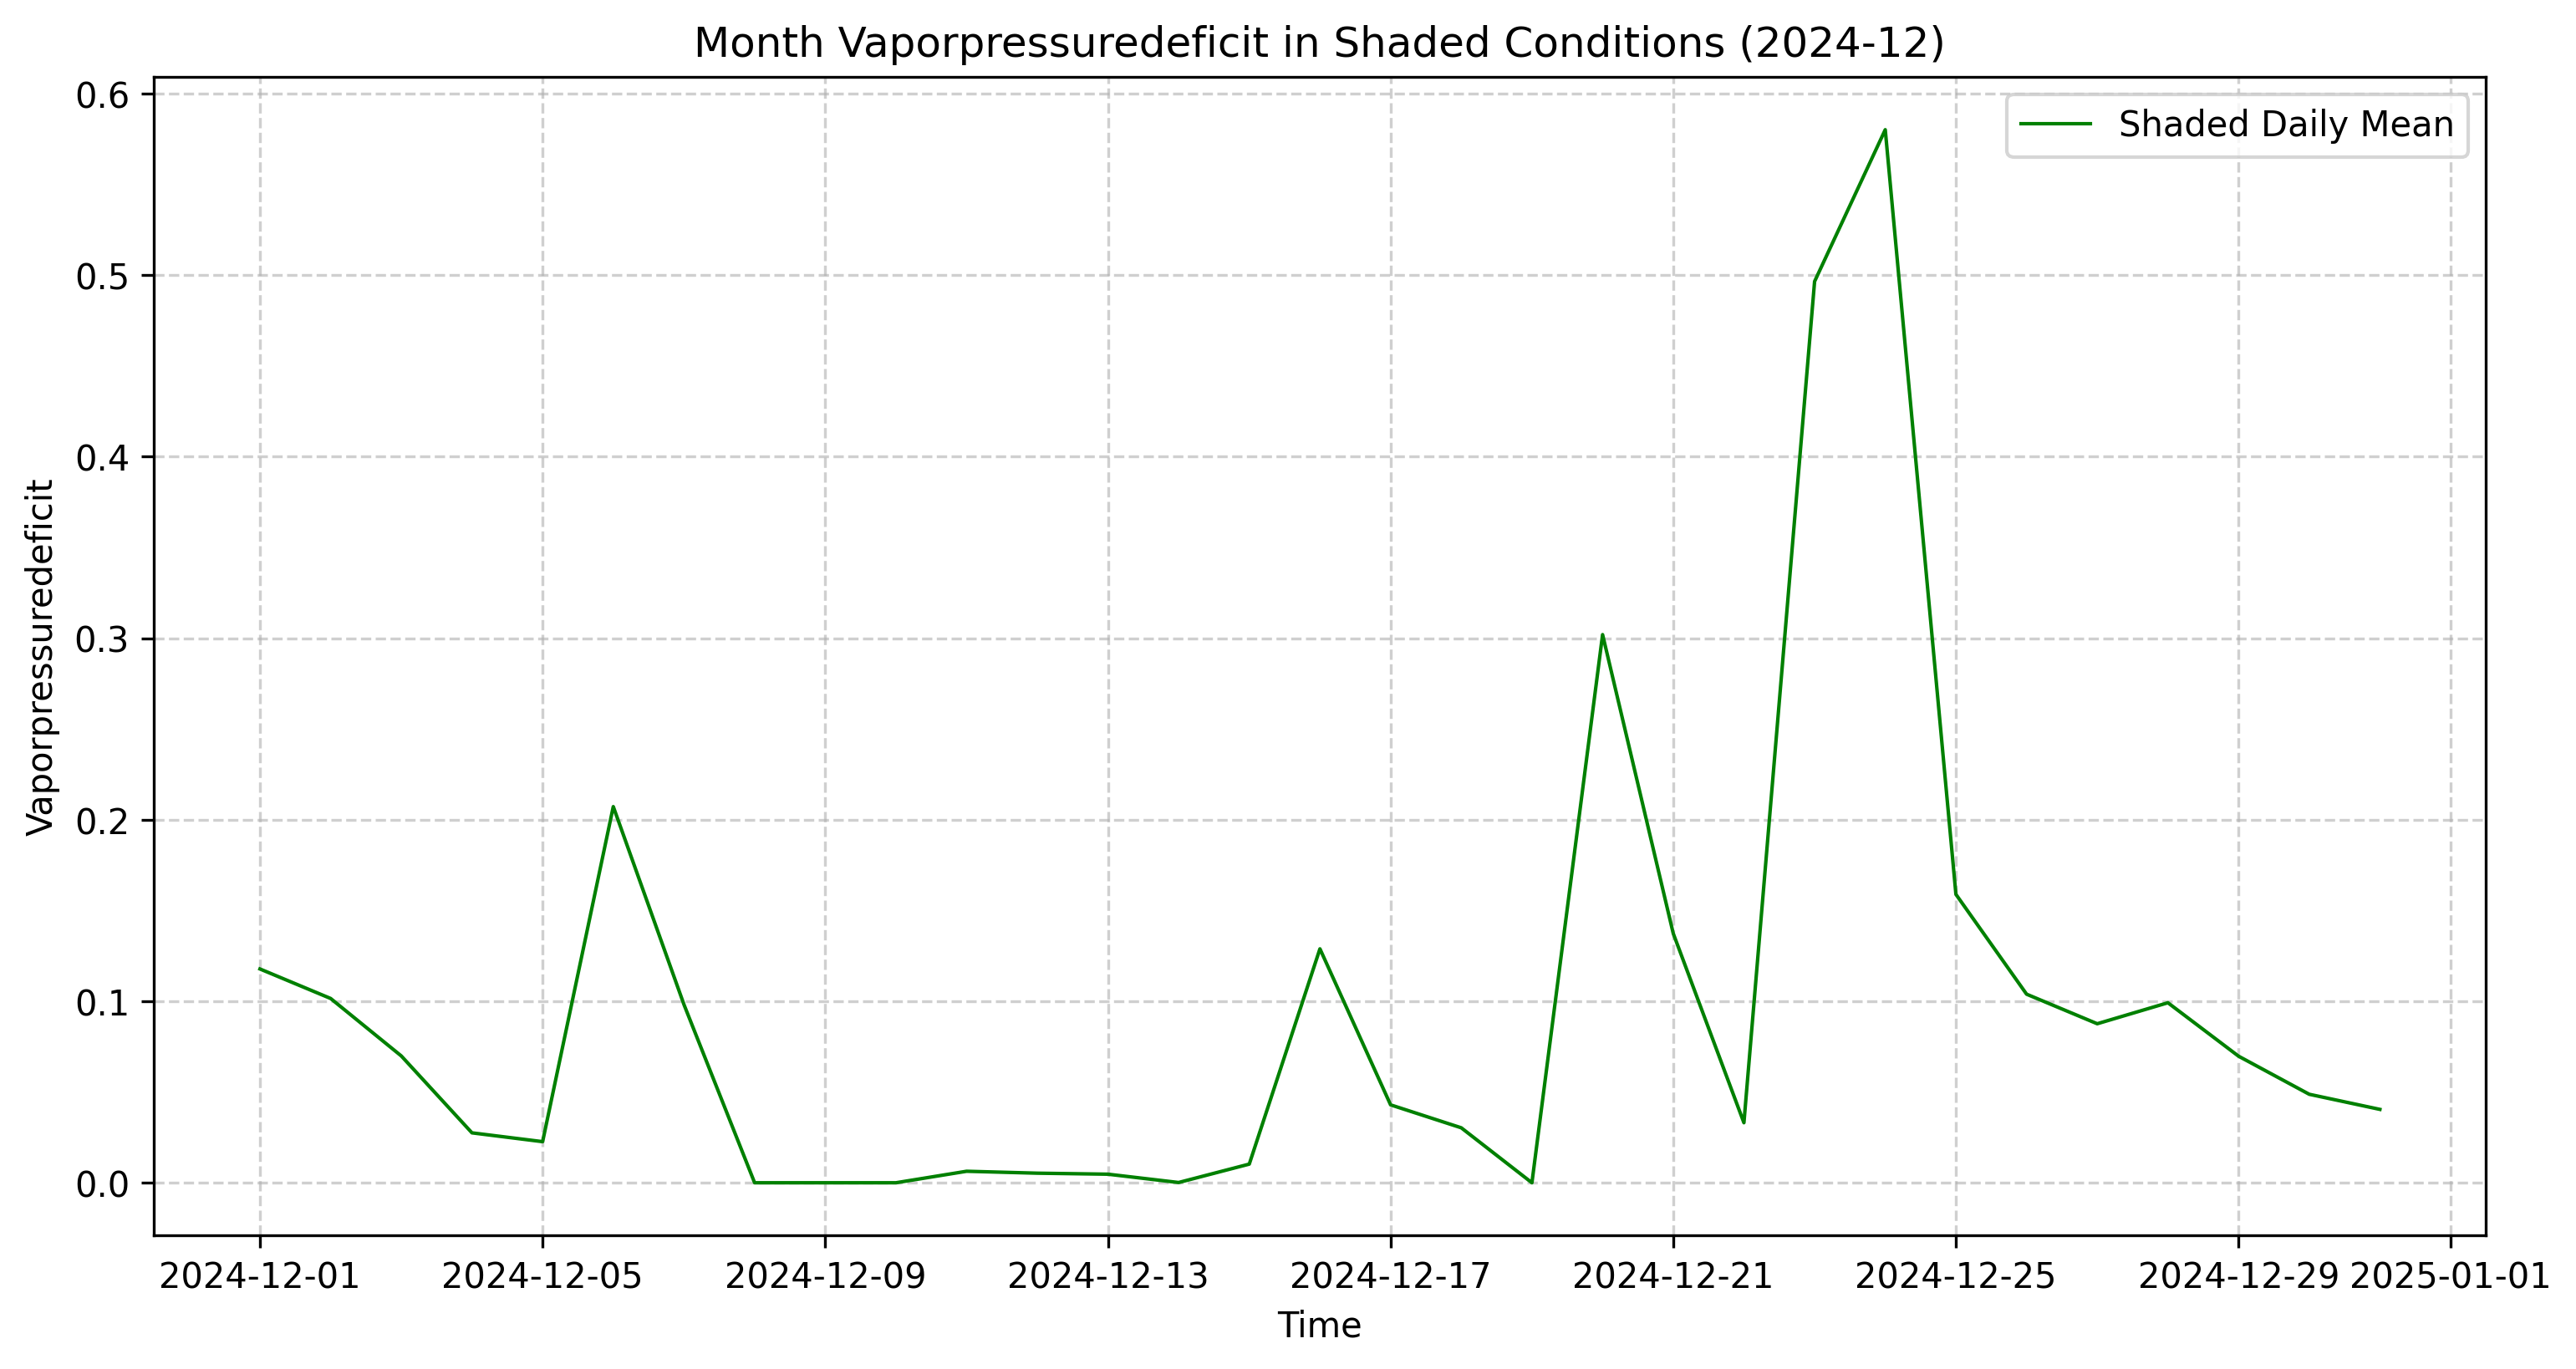 Month Vaporpressuredeficit in Shaded Conditions (2024-12)
Shaded Daily Mean
Vaporpressuredeficit
0.6
0.5
0.4
0.3
0.2
0.1
0.0
2024-12-01 2024-12-05 2024-12-09 2024-12-13 2024-12-17 2024-12-21 2024-12-25 2024-12-29 2025-01-01
Time